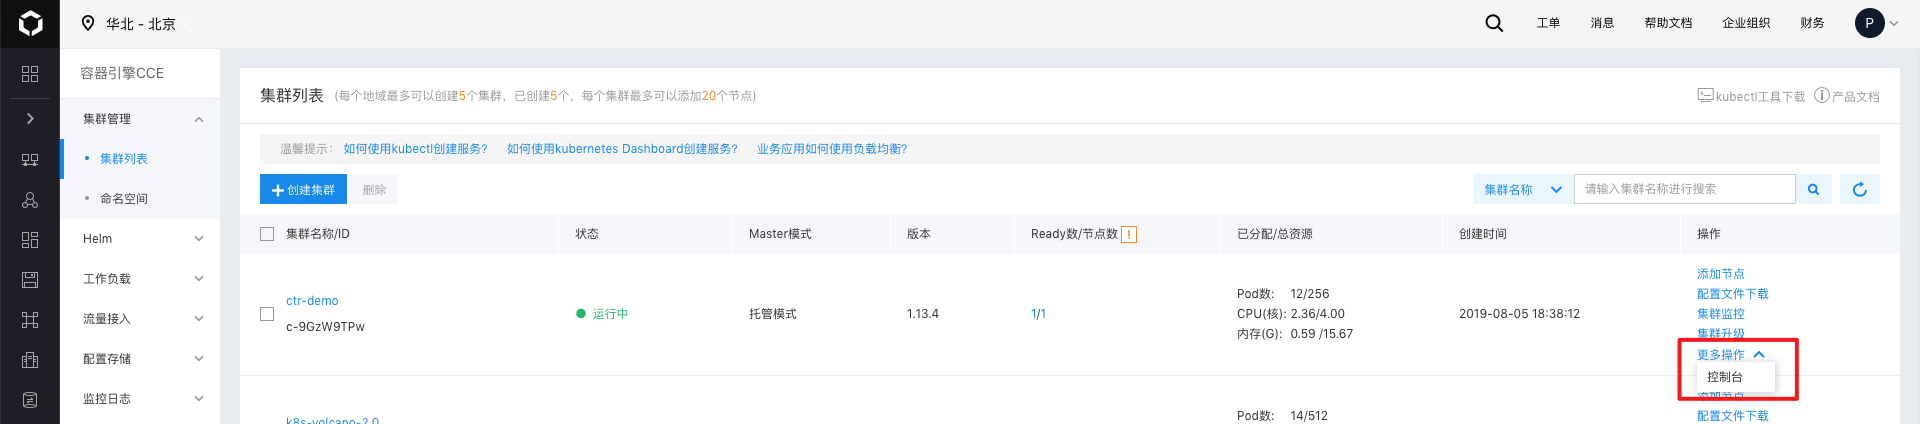 华北 - 北京
工单
消息
帮助文档
企业组织
财务
P
容器引擎CCE
集群管理
集群列表
命名空间
Helm
工作负载
流量接入
配置存储
监控日志
集群列表 (每个地域最多可以创建5个集群，已创建5个，每个集群最多可以添加20个节点)
kubectl工具下载 产品文档
温馨提示： 如何使用kubectl创建服务? 如何使用kubernetes Dashboard创建服务? 业务应用如何使用负载均衡?
创建集群 删除
集群名称 请输入集群名称进行搜索
集群名称/ID 状态 Master模式 版本 Ready数/节点数 已分配/总资源 创建时间 操作
ctr-demo
c-9GzW9TPw
运行中
托管模式
1.13.4
1/1
Pod数: 12/256
CPU(核): 2.36/4.00
内存(G): 0.59 /15.67
2019-08-05 18:38:12
添加节点
配置文件下载
集群监控
集群升级
更多操作
控制台
k8s-volcano-2.0
Pod数: 14/512
添加节点
配置文件下载